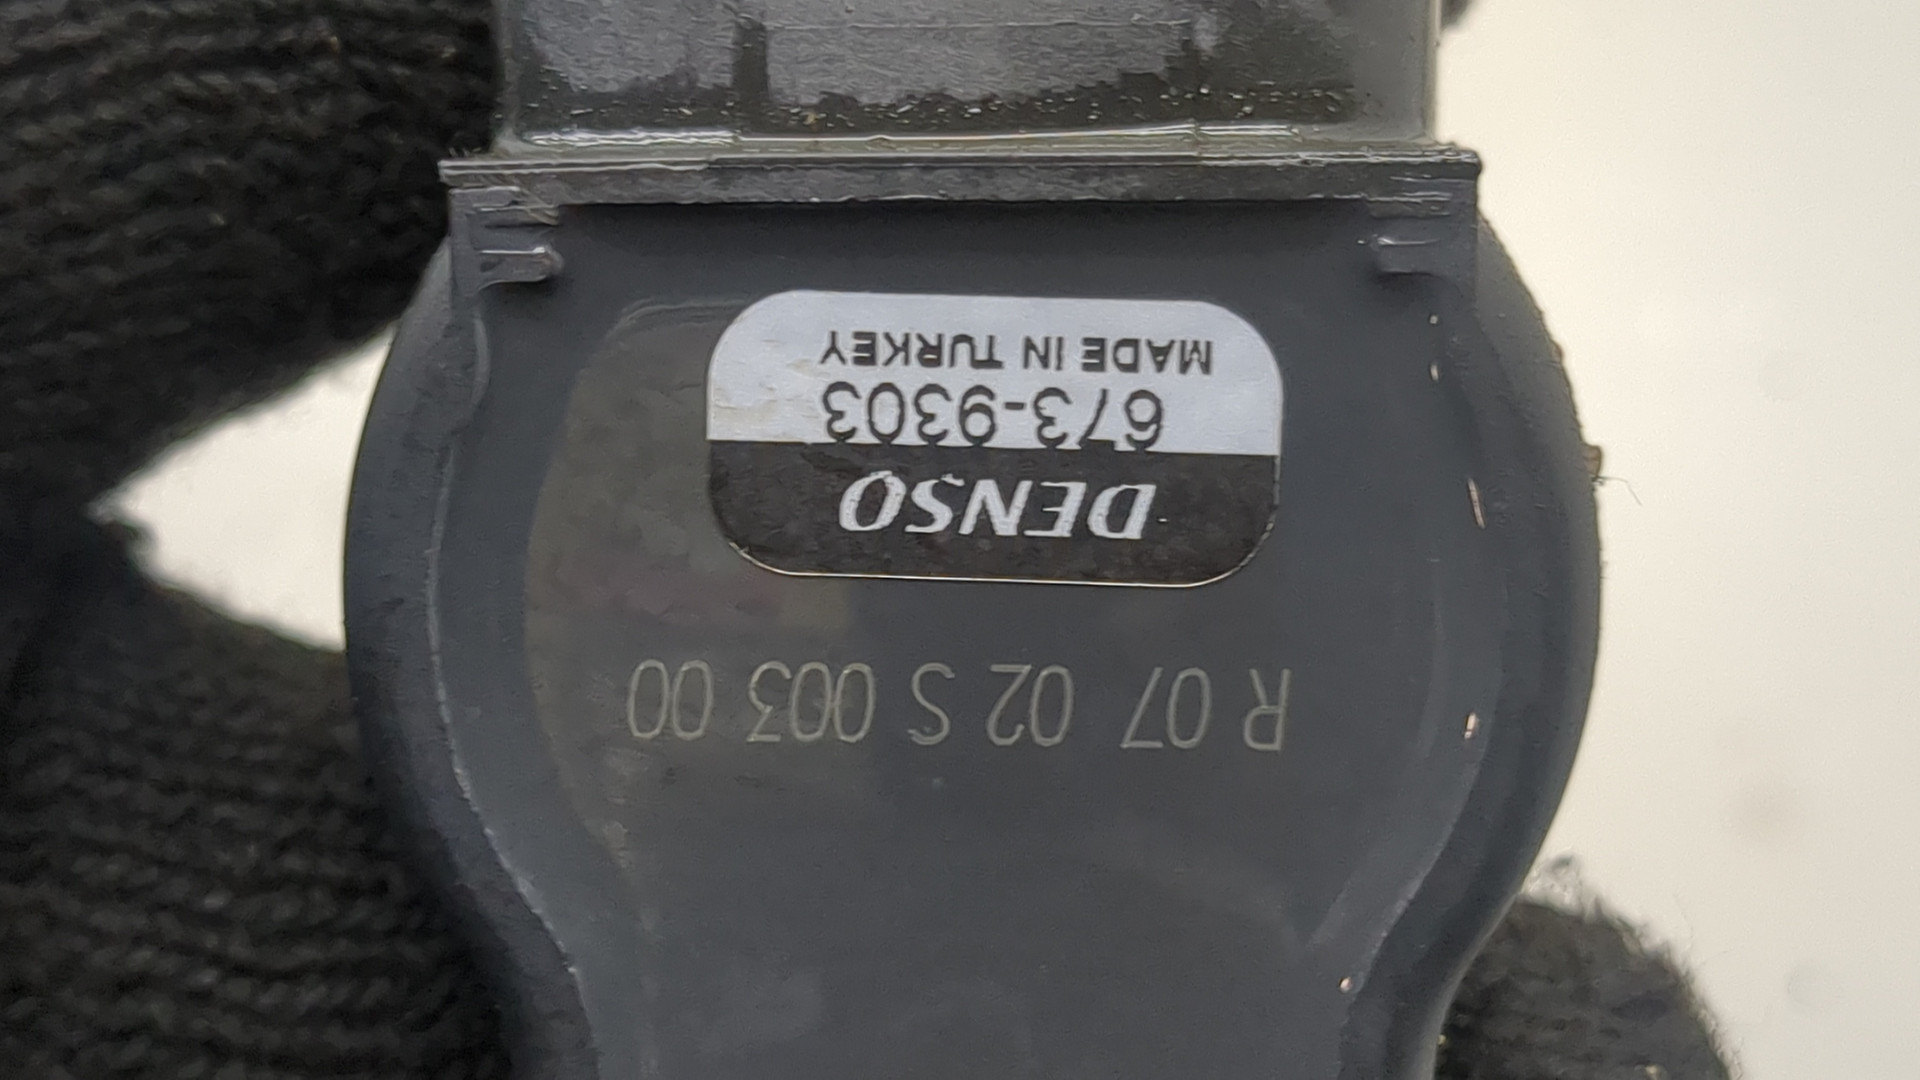 R 07 02 S 003 00
DENSO
673-9303
MADE IN TURKEY